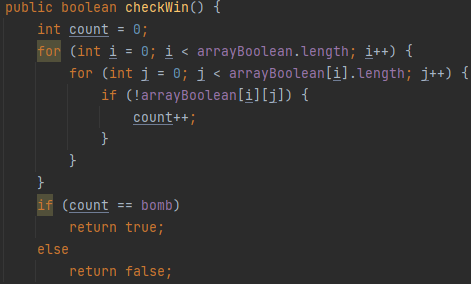 public boolean checkWin() {
    int count = 0;
    for (int i = 0; i < arrayBoolean.length; i++) {
        for (int j = 0; j < arrayBoolean[i].length; j++) {
            if (!arrayBoolean[i][j]) {
                count++;
            }
        }
    }
    if (count == bomb)
        return true;
    else
        return false;